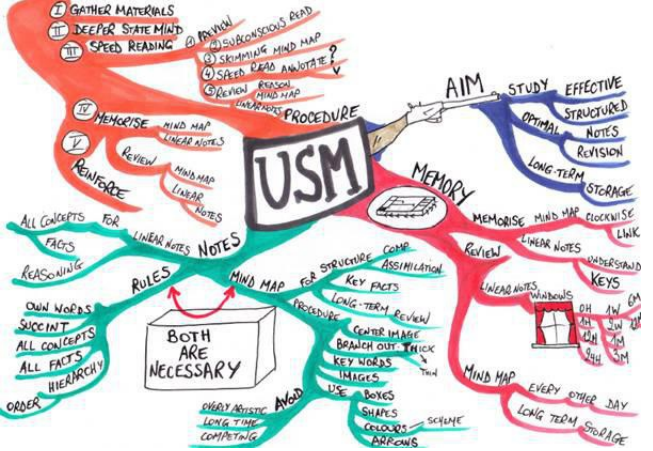 USM
PROCEDURE
I GATHER MATERIALS
II DEEPER STATE MIND
III SPEED READING
① PREVIEW
② SUBCONSCIOUS READ
③ SKIMMING MIND MAP
④ SPEED READ ANNOTATE?
⑤ REVIEW REASON
MIND MAP
LINEAR NOTES
IV MEMORISE
MIND MAP
LINEAR NOTES
V REINFORCE
REVIEW
MINDMAP
LINEAR
NOTES
AIM
STUDY
EFFECTIVE
STRUCTURED
OPTIMAL
NOTES
REVISION
LONG-TERM
STORAGE
MEMORY
MEMORISE
MIND MAP
CLOCKWISE
LINK
LINEAR NOTES
UNDERSTAND
KEYS
REVIEW
LINEAR NOTES
WINDOWS
0H 1W 6M
1H 2W
12H 1M
24H 3M
MIND MAP
EVERY OTHER DAY
LONG TERM STORAGE
NOTES
LINEAR NOTES
FOR
ALL CONCEPTS
FACTS
REASONING
RULES
OWN WORDS
SUCCINT
ALL CONCEPTS
ALL FACTS
HIERARCHY
ORDER
BOTH
ARE
NECESSARY
MIND MAP
FOR
STRUCTURE
COMP
ASSIMILATION
KEY FACTS
LONG-TERM REVIEW
PROCEDURE
CENTER IMAGE
BRANCH OUT - THICK
THIN
KEY WORDS
IMAGES
USE
BOXES
SHAPES
COLOURS - SCHEME
ARROWS
AVOID
OVERLY ARTISTIC
LONG TIME
COMPETING